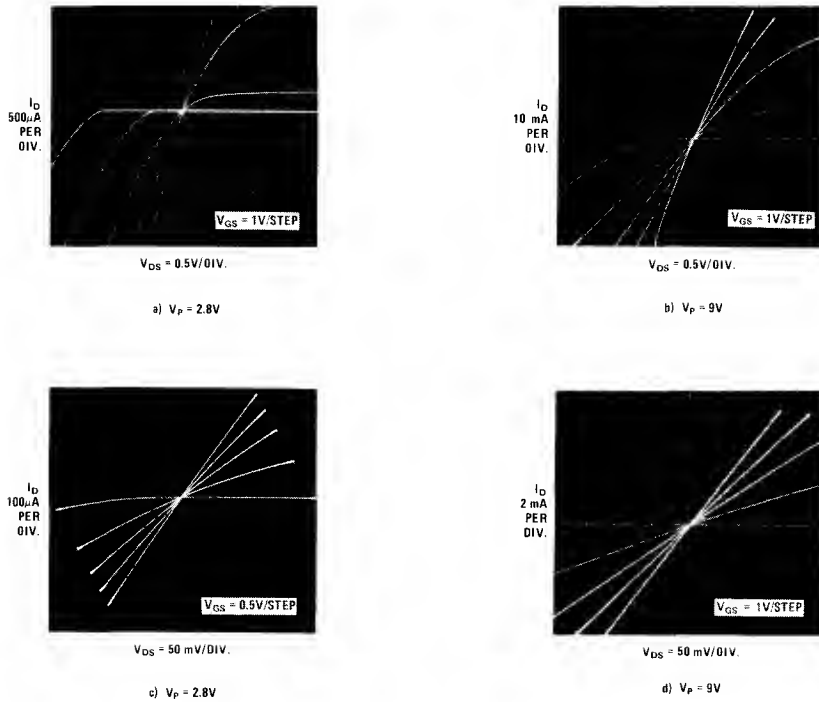 I_D
500μA
PER
OIV.
V_GS = 1V/STEP
V_DS = 0.5V/OIV.
a) V_P = 2.8V
I_D
10 mA
PER
OIV.
V_GS = 1V/STEP
V_DS = 0.5V/OIV.
b) V_P = 9V
I_D
100μA
PER
OIV.
V_GS = 0.5V/STEP
V_DS = 50 mV/DIV.
c) V_P = 2.8V
I_D
2 mA
PER
DIV.
V_GS = 1V/STEP
V_DS = 50 mV/OIV.
d) V_P = 9V